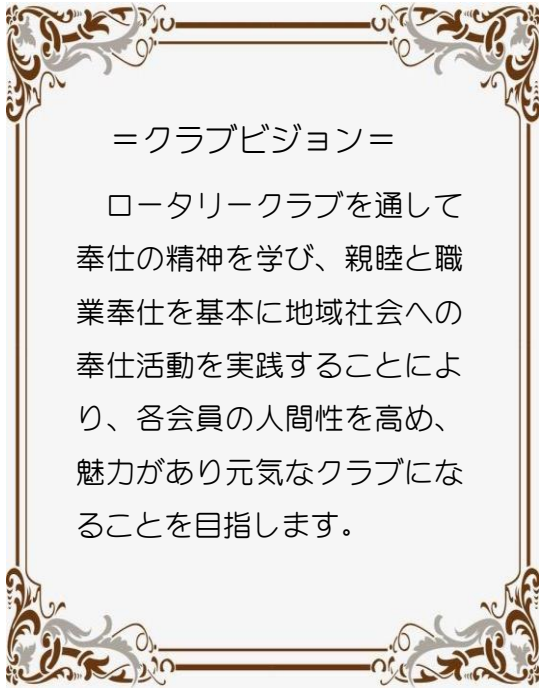 ＝クラブビジョン＝
　ロータリークラブを通して
奉仕の精神を学び、親睦と職
業奉仕を基本に地域社会への
奉仕活動を実践することによ
り、各会員の人間性を高め、
魅力があり元気なクラブにな
ることを目指します。